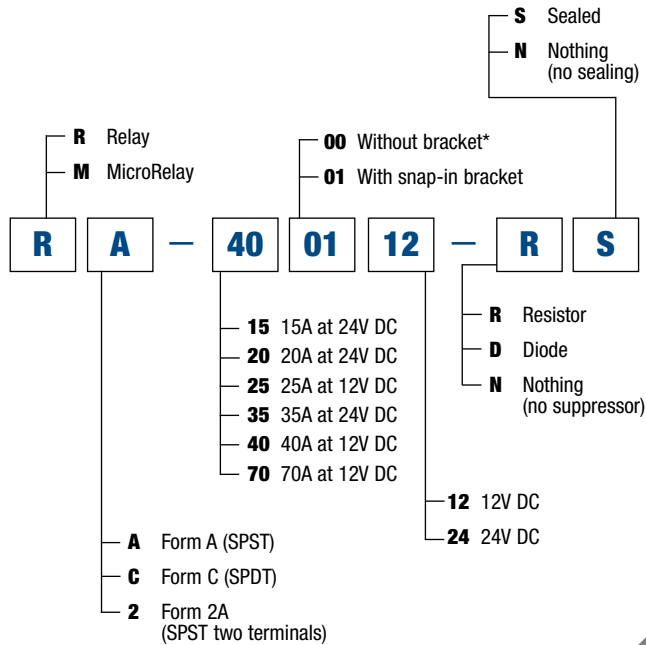 S Sealed
N Nothing
(no sealing)
R Relay
M MicroRelay
00 Without bracket*
01 With snap-in bracket
R A – 40 01 12 – R S
15 15A at 24V DC
20 20A at 24V DC
25 25A at 12V DC
35 35A at 24V DC
40 40A at 12V DC
70 70A at 12V DC
R Resistor
D Diode
N Nothing
(no suppressor)
12 12V DC
24 24V DC
A Form A (SPST)
C Form C (SPDT)
2 Form 2A
(SPST two terminals)